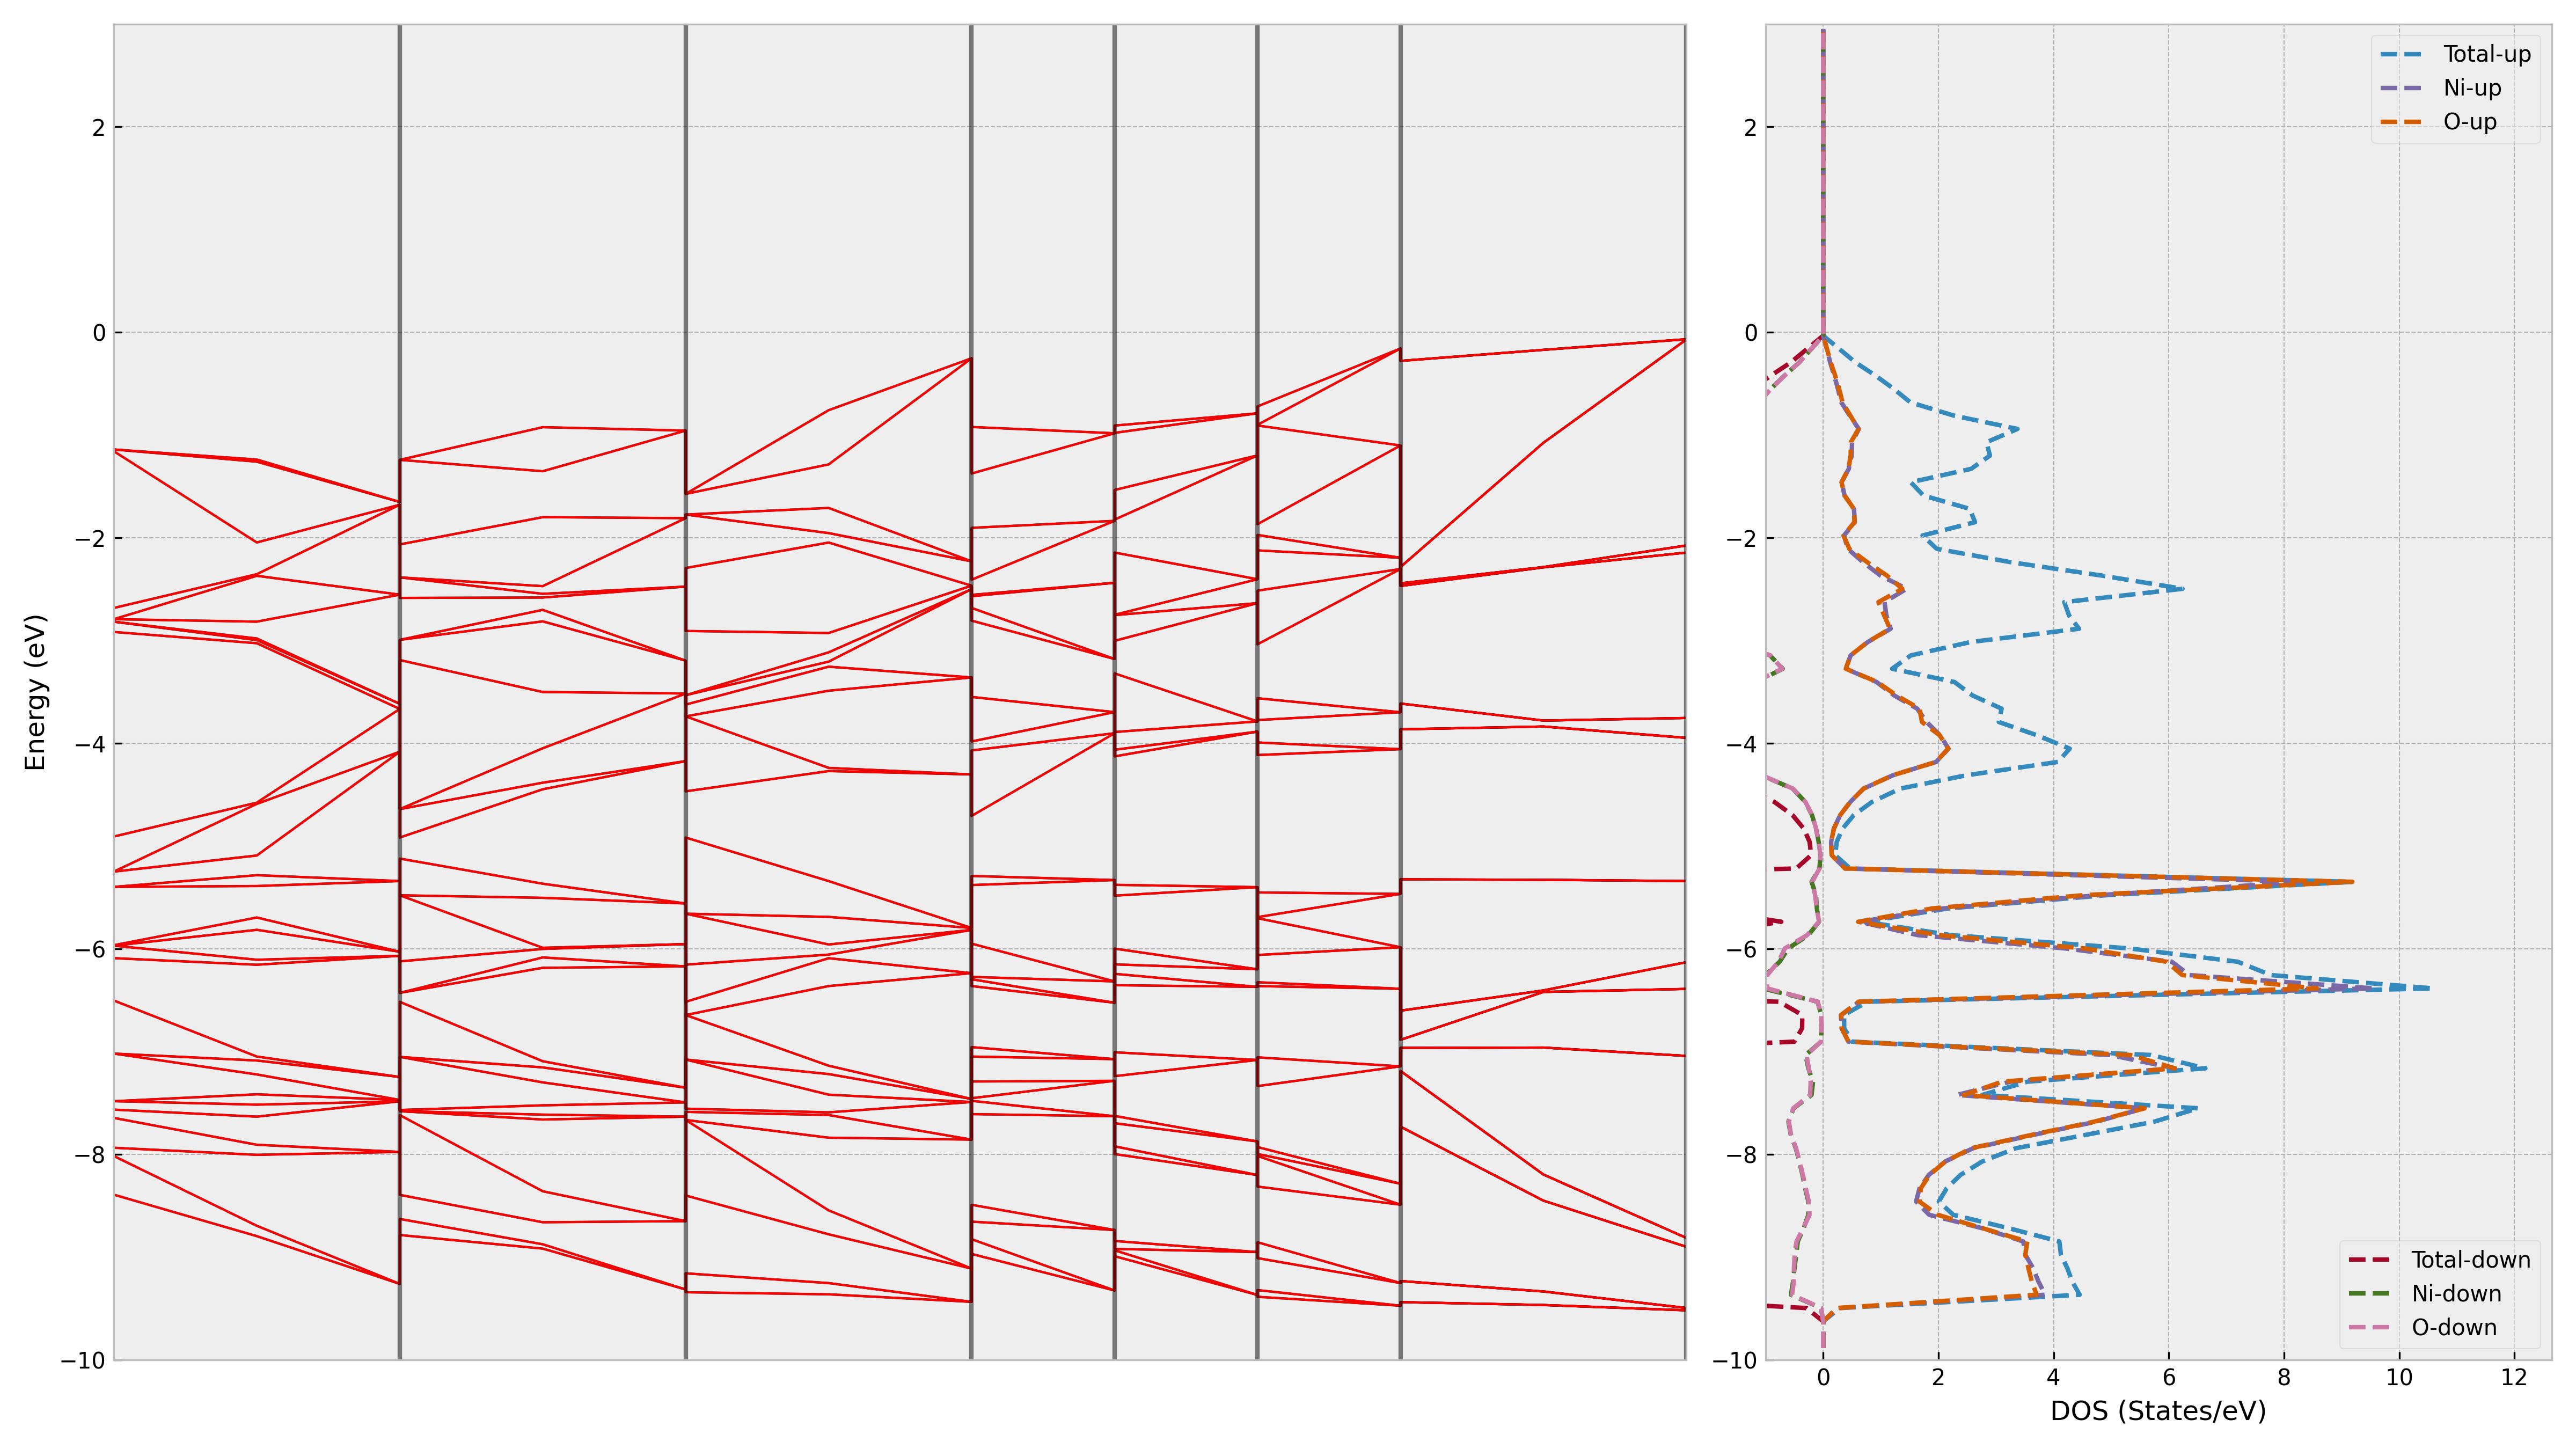 Energy (eV)
2
0
−2
−4
−6
−8
−10
2
0
−2
−4
−6
−8
−10
Total-up
Ni-up
O-up
Total-down
Ni-down
O-down
0 2 4 6 8 10 12
DOS (States/eV)